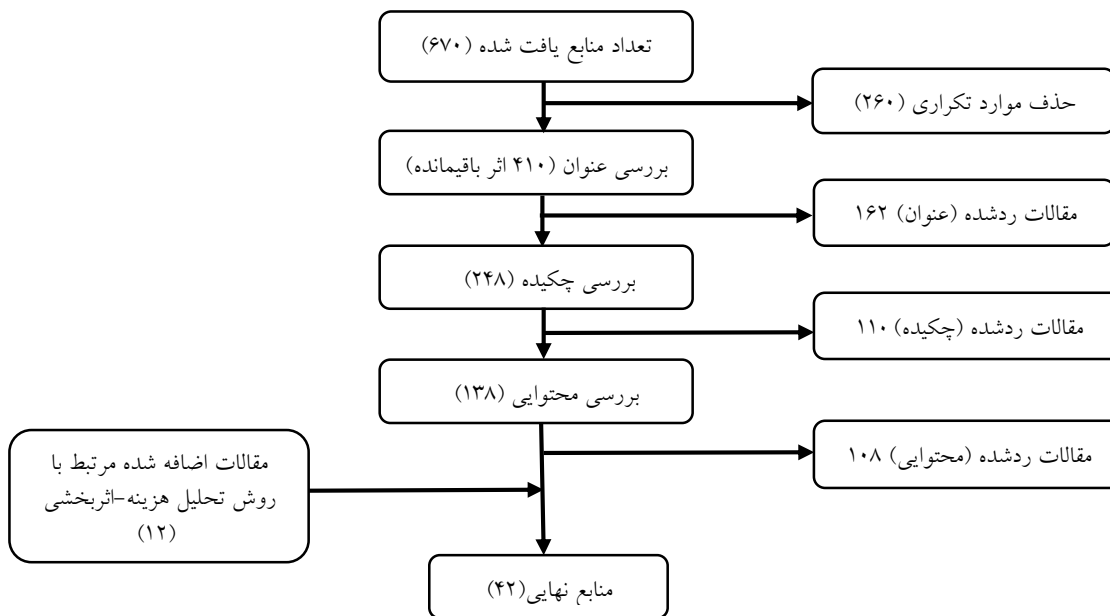 تعداد منابع یافت شده (۶۷۰)
حذف موارد تکراری (۲۶۰)
بررسی عنوان (۴۱۰ اثر باقیمانده)
مقالات ردشده (عنوان) ۱۶۲
بررسی چکیده (۲۴۸)
مقالات ردشده (چکیده) ۱۱۰
بررسی محتوایی (۱۳۸)
مقالات ردشده (محتوایی) ۱۰۸
مقالات اضافه شده مرتبط با
روش تحلیل هزینه-اثربخشی
(۱۲)
منابع نهایی(۴۲)